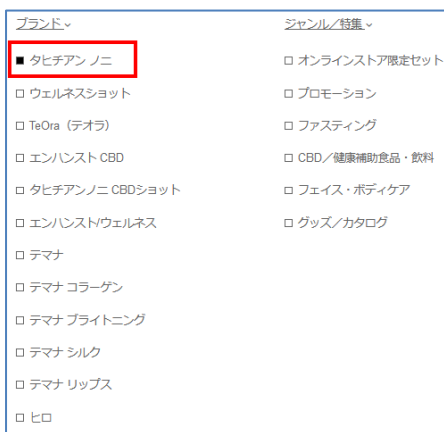 ブランド
タヒチアン ノニ
ウェルネスショット
TeOra（テオラ）
エンハンスト CBD
タヒチアンノニ CBDショット
エンハンスト/ウェルネス
テマナ
テマナ コラーゲン
テマナ ブライトニング
テマナ シルク
テマナ リップス
ヒロ
ジャンル／特集
オンラインストア限定セット
プロモーション
ファスティング
CBD／健康補助食品・飲料
フェイス・ボディケア
グッズ／カタログ